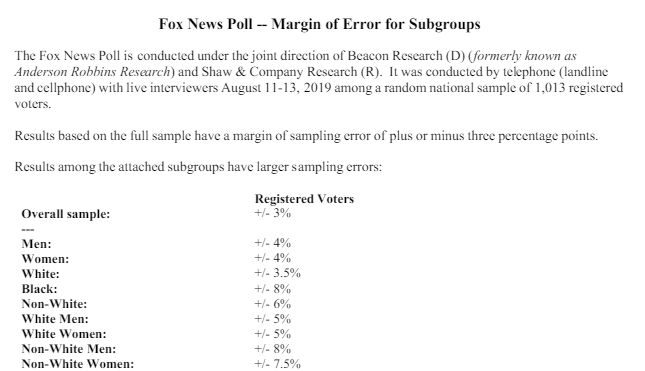 Fox News Poll -- Margin of Error for Subgroups
The Fox News Poll is conducted under the joint direction of Beacon Research (D) (formerly known as
Anderson Robbins Research) and Shaw & Company Research (R). It was conducted by telephone (landline
and cellphone) with live interviewers August 11-13, 2019 among a random national sample of 1,013 registered
voters.
Results based on the full sample have a margin of sampling error of plus or minus three percentage points.
Results among the attached subgroups have larger sampling errors:
Registered Voters
Overall sample: +/- 3%
---
Men: +/- 4%
Women: +/- 4%
White: +/- 3.5%
Black: +/- 8%
Non-White: +/- 6%
White Men: +/- 5%
White Women: +/- 5%
Non-White Men: +/- 8%
Non-White Women: +/- 7.5%